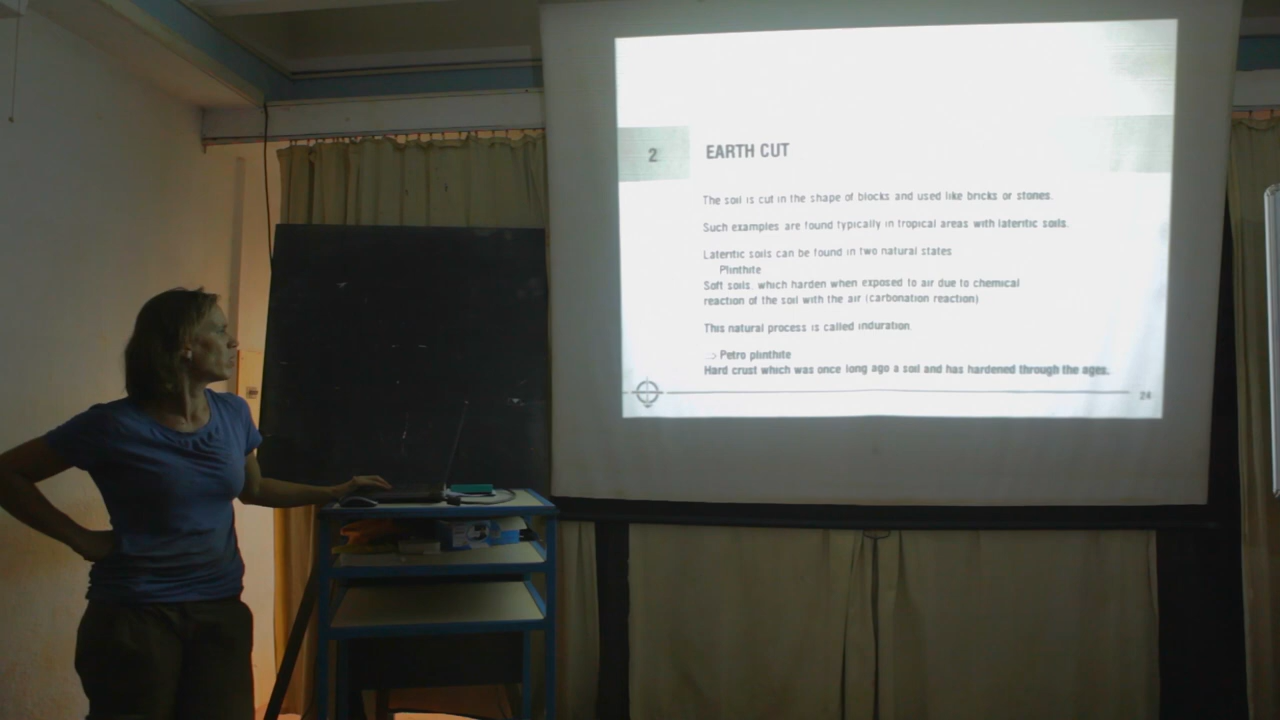 2
EARTH CUT
The soil is cut in the shape of blocks and used like bricks or stones.
Such examples are found typically in tropical areas with lateritic soils.
Lateritic soils can be found in two natural states
Plinthite
Soft soils, which harden when exposed to air due to chemical
reaction of the soil with the air (carbonation reaction)
This natural process is called induration
-> Petro plinthite
Hard crust which was once long ago a soil and has hardened through the ages.
24